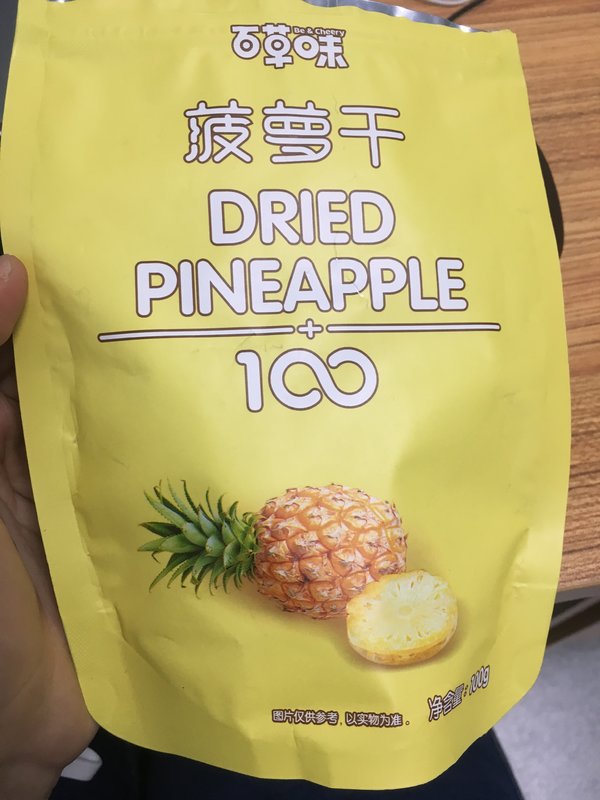 百草味
Be & Cheery
菠萝干
DRIED
PINEAPPLE
+
100
图片仅供参考，以实物为准。
净含量：100g